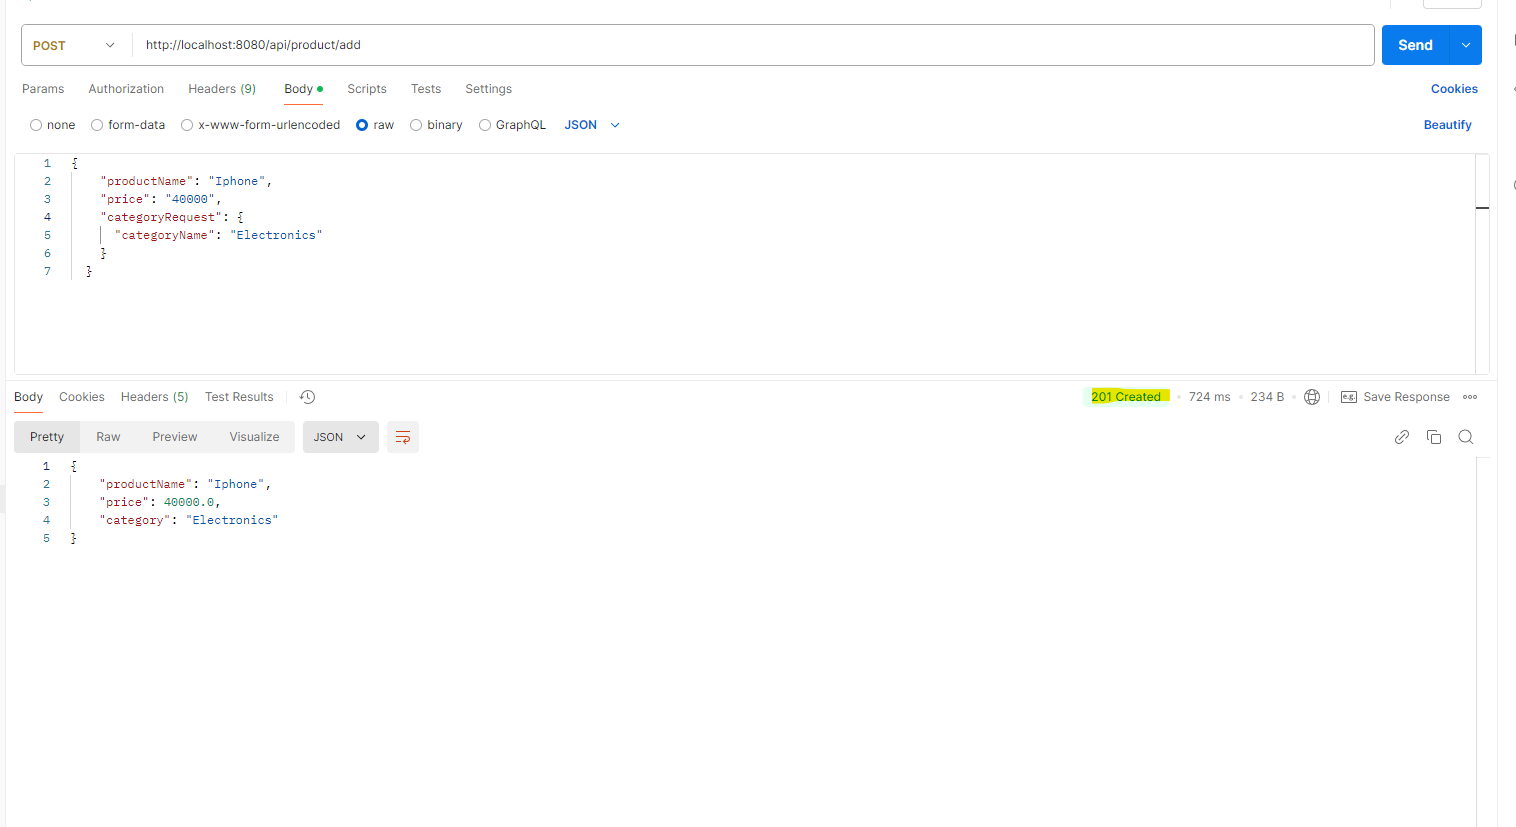 POST http://localhost:8080/api/product/add Send
Params Authorization Headers (9) Body Scripts Tests Settings Cookies
none form-data x-www-form-urlencoded raw binary GraphQL JSON Beautify
1 {
2 "productName": "Iphone",
3 "price": "40000",
4 "categoryRequest": {
5 "categoryName": "Electronics"
6 }
7 }
Body Cookies Headers (5) Test Results 201 Created 724 ms 234 B e.g. Save Response
Pretty Raw Preview Visualize JSON
1 {
2 "productName": "Iphone",
3 "price": 40000.0,
4 "category": "Electronics"
5 }